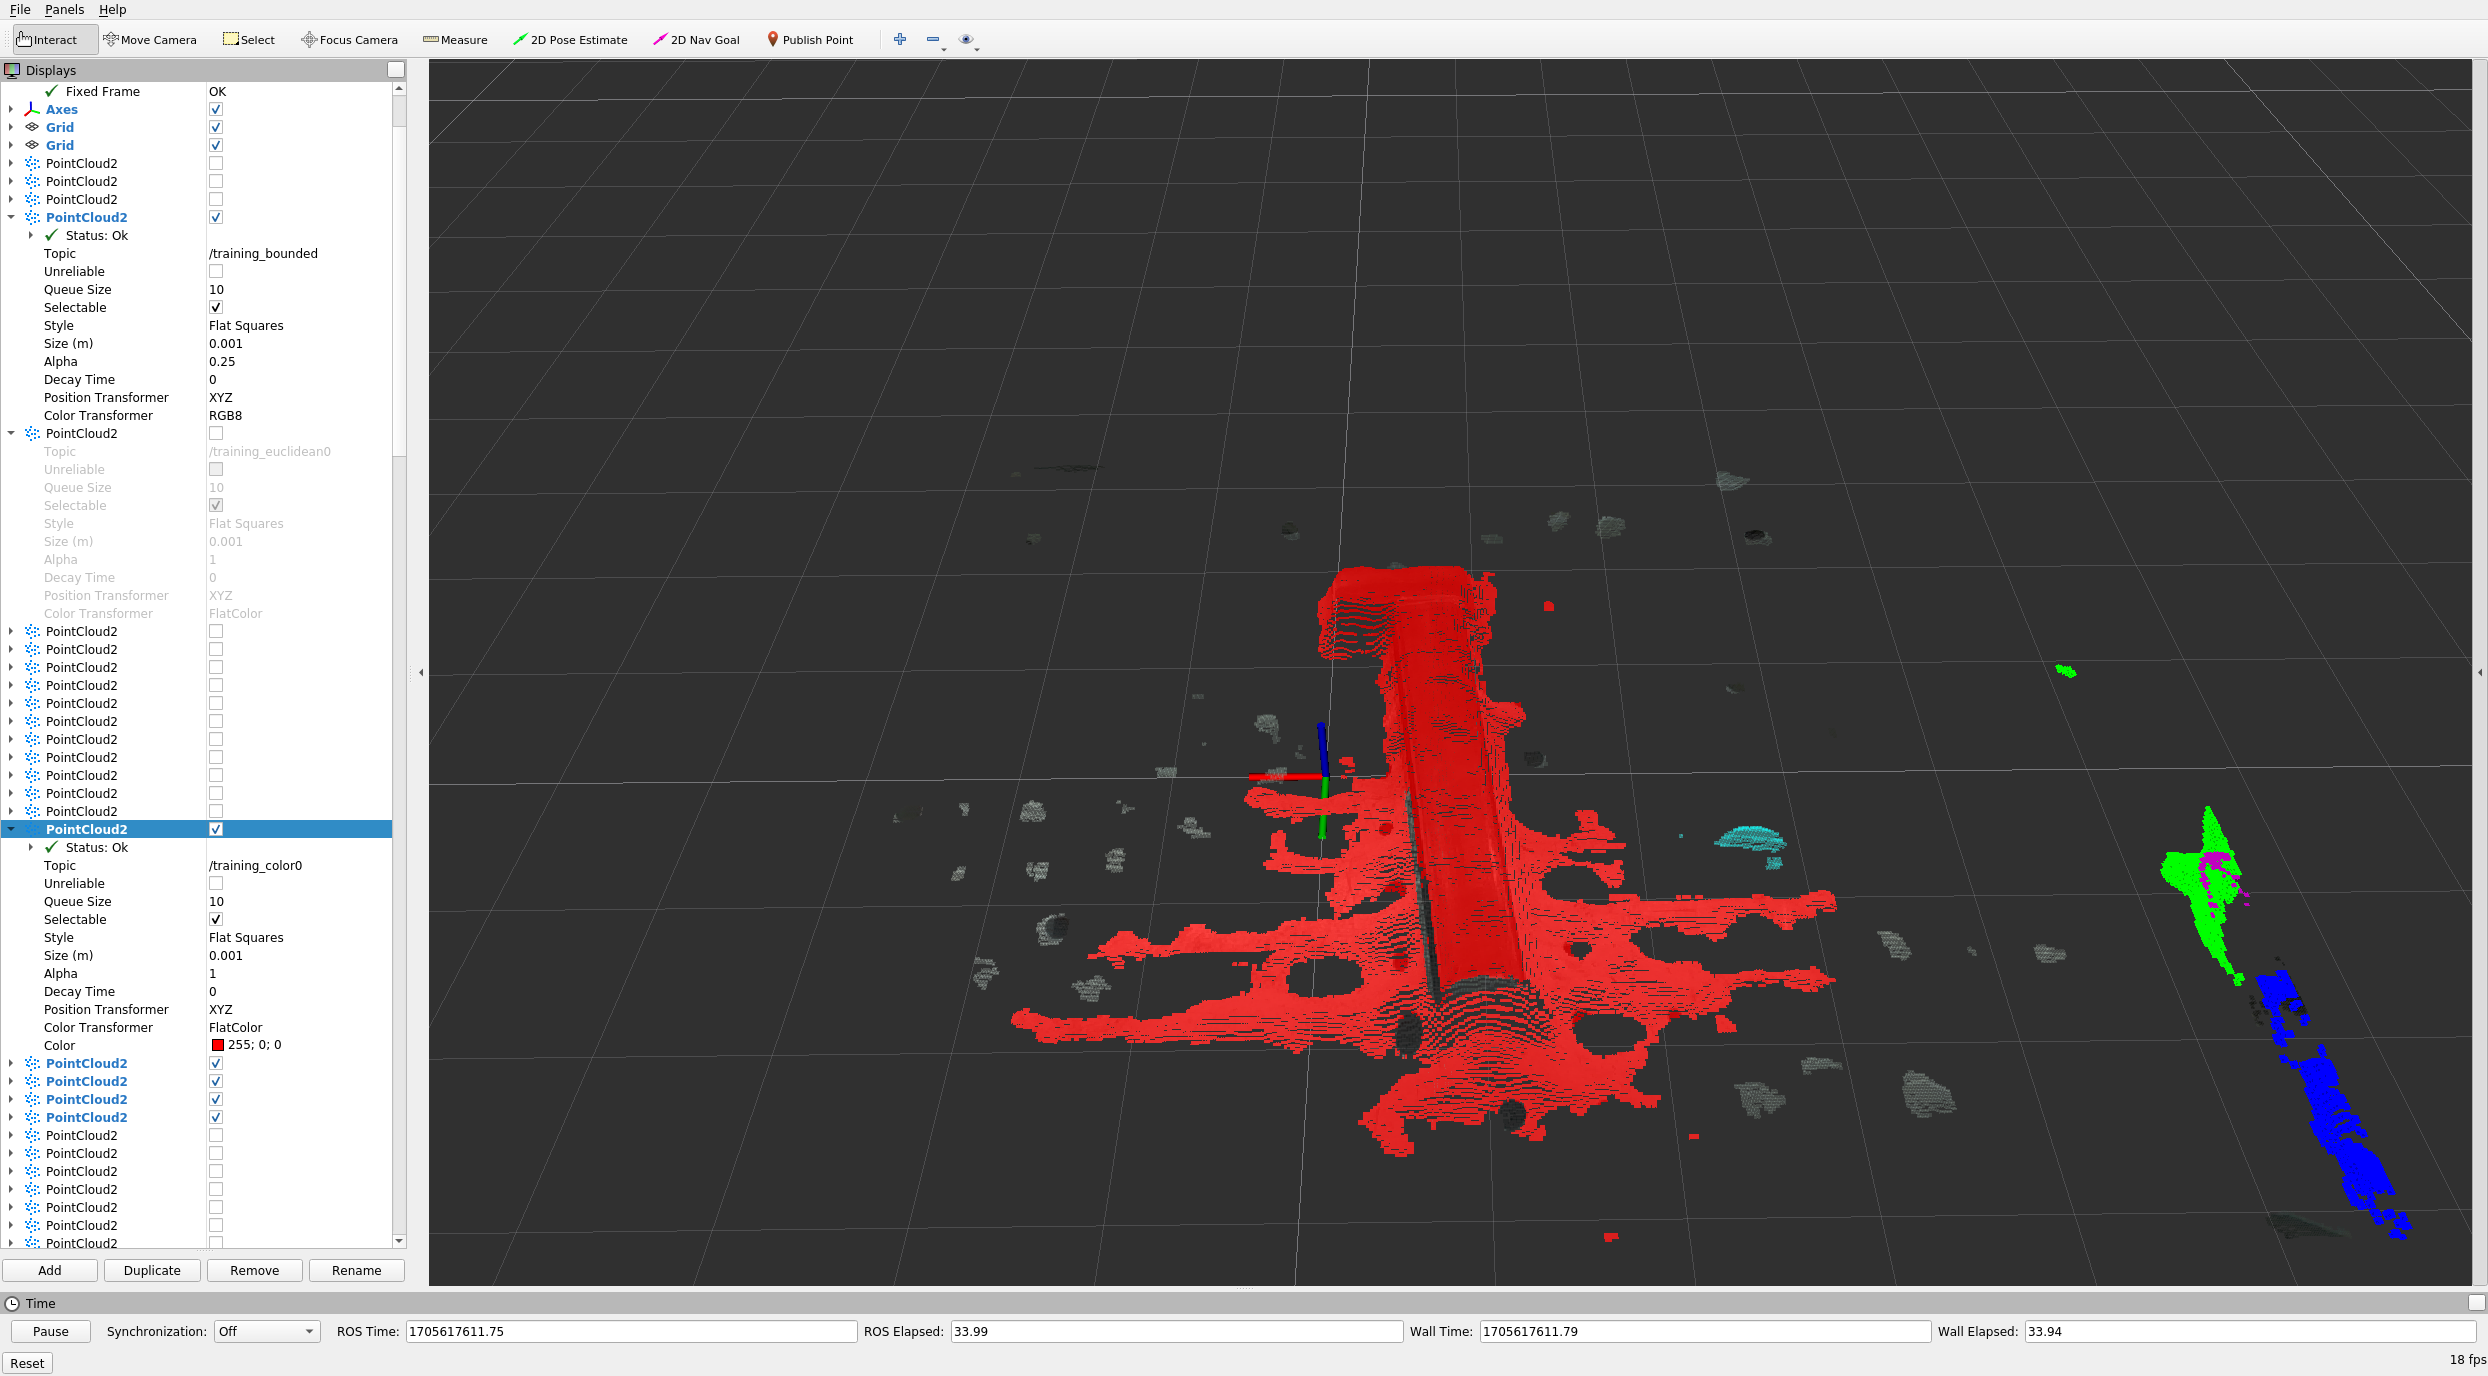 File Panels Help
Interact Move Camera Select Focus Camera Measure 2D Pose Estimate 2D Nav Goal Publish Point
Displays
Fixed Frame OK
Axes
Grid
Grid
PointCloud2
PointCloud2
PointCloud2
PointCloud2
Status: Ok
Topic /training_bounded
Unreliable
Queue Size 10
Selectable
Style Flat Squares
Size (m) 0.001
Alpha 0.25
Decay Time 0
Position Transformer XYZ
Color Transformer RGB8
PointCloud2
Topic /training_euclidean0
Unreliable
Queue Size 10
Selectable
Style Flat Squares
Size (m) 0.001
Alpha 1
Decay Time 0
Position Transformer XYZ
Color Transformer FlatColor
PointCloud2
PointCloud2
PointCloud2
PointCloud2
PointCloud2
PointCloud2
PointCloud2
PointCloud2
PointCloud2
PointCloud2
PointCloud2
PointCloud2
Status: Ok
Topic /training_color0
Unreliable
Queue Size 10
Selectable
Style Flat Squares
Size (m) 0.001
Alpha 1
Decay Time 0
Position Transformer XYZ
Color Transformer FlatColor
Color 255; 0; 0
PointCloud2
PointCloud2
PointCloud2
PointCloud2
PointCloud2
PointCloud2
PointCloud2
PointCloud2
PointCloud2
PointCloud2
PointCloud2
Add Duplicate Remove Rename
Time
Pause Synchronization: Off ROS Time: 1705617611.75 ROS Elapsed: 33.99 Wall Time: 1705617611.79 Wall Elapsed: 33.94
Reset 18 fps